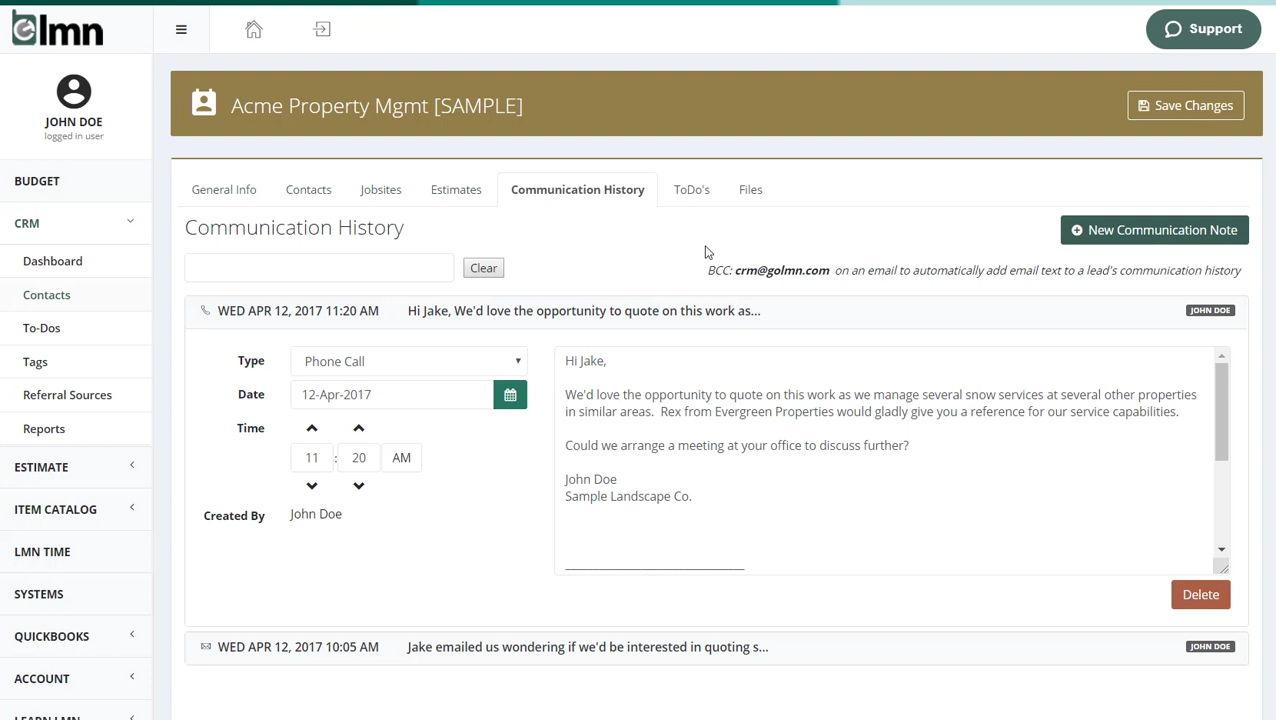 lmn
Support
JOHN DOE
logged in user
Acme Property Mgmt [SAMPLE]
Save Changes
BUDGET
CRM
Dashboard
Contacts
To-Dos
Tags
Referral Sources
Reports
ESTIMATE
ITEM CATALOG
LMN TIME
SYSTEMS
QUICKBOOKS
ACCOUNT
LEARN LMN
General Info Contacts Jobsites Estimates Communication History ToDo's Files
Communication History
New Communication Note
Clear
BCC: crm@golmn.com on an email to automatically add email text to a lead's communication history
WED APR 12, 2017 11:20 AM Hi Jake, We'd love the opportunity to quote on this work as... JOHN DOE
Type Phone Call
Date 12-Apr-2017
Time
11 : 20 AM
Created By John Doe
Hi Jake,
We'd love the opportunity to quote on this work as we manage several snow services at several other properties
in similar areas. Rex from Evergreen Properties would gladly give you a reference for our service capabilities.
Could we arrange a meeting at your office to discuss further?
John Doe
Sample Landscape Co.
________________________________
Delete
WED APR 12, 2017 10:05 AM Jake emailed us wondering if we'd be interested in quoting s... JOHN DOE